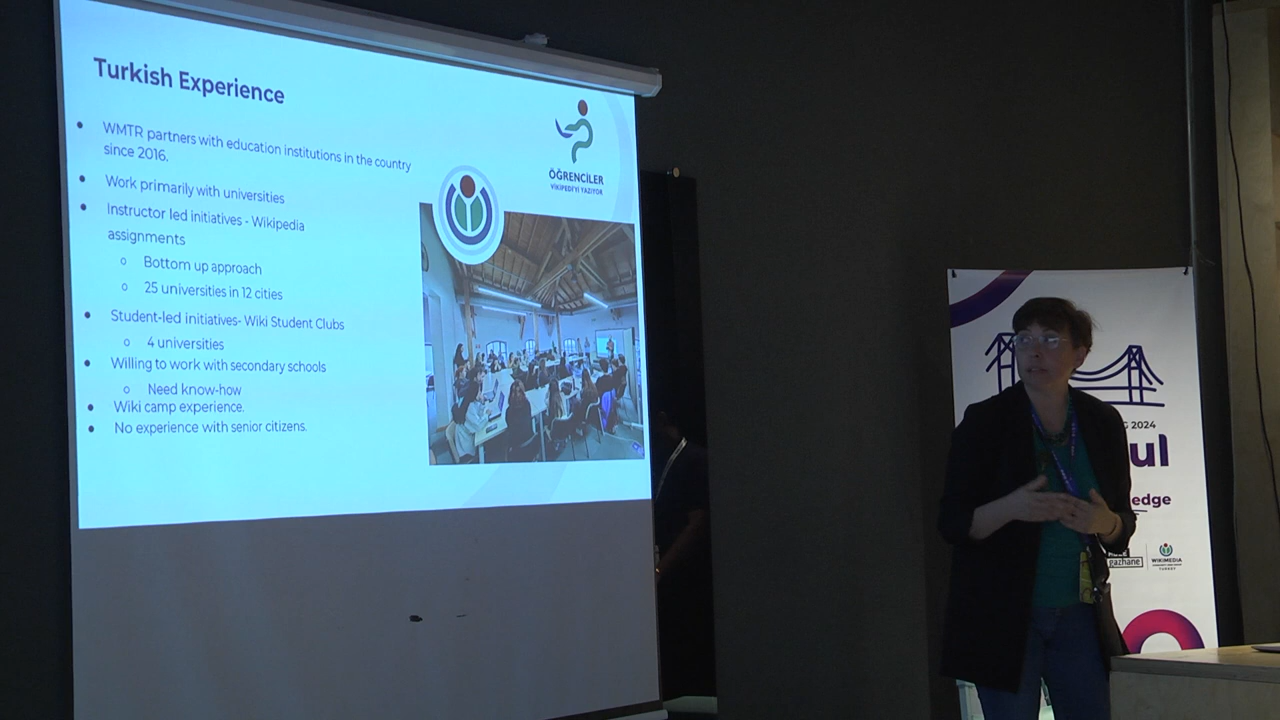 Turkish Experience
• WMTR partners with education institutions in the country
since 2016.
• Work primarily with universities
• Instructor led initiatives - Wikipedia
assignments
o Bottom up approach
o 25 universities in 12 cities
• Student-led initiatives- Wiki Student Clubs
o 4 universities
• Willing to work with secondary schools
o Need know-how
• Wiki camp experience.
• No experience with senior citizens.
ÖĞRENCİLER
VİKİPEDİ'Yİ YAZIYOR
G 2024
ul
edge
gazhane
WIKIMEDIA
TURKEY